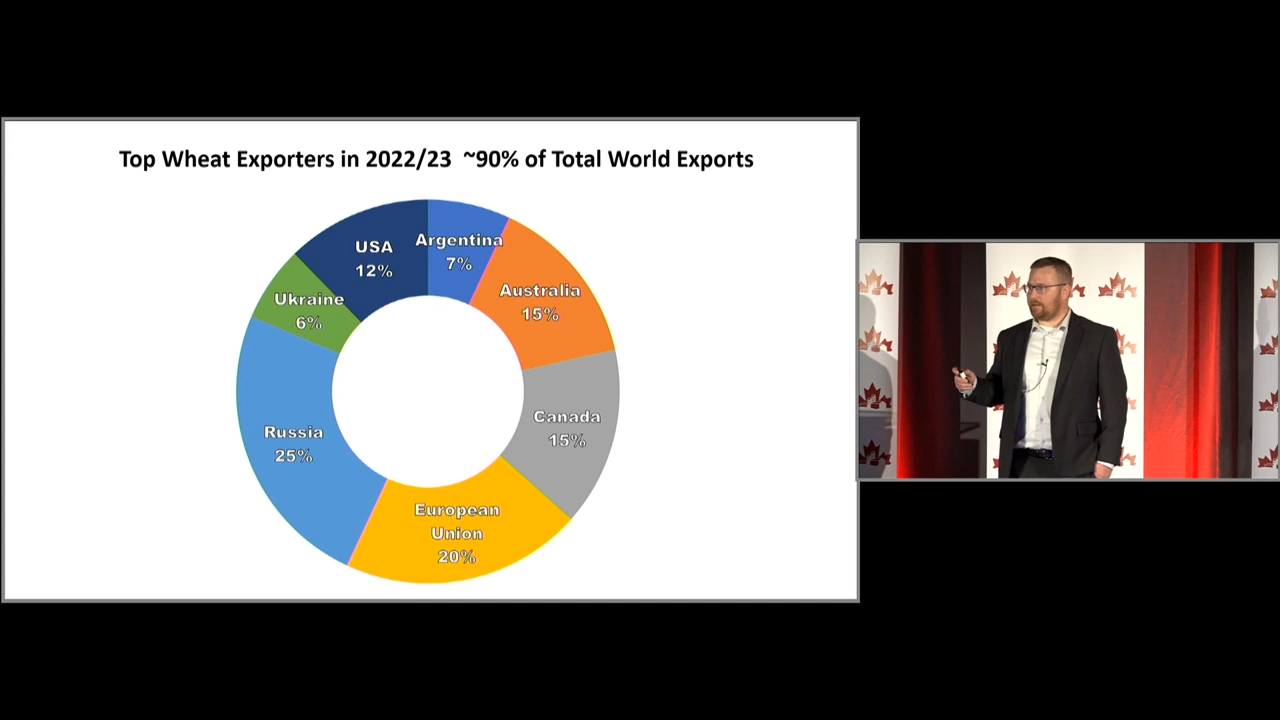 Top Wheat Exporters in 2022/23 ~90% of Total World Exports
USA
12%
Argentina
7%
Australia
15%
Canada
15%
European
Union
20%
Russia
25%
Ukraine
6%